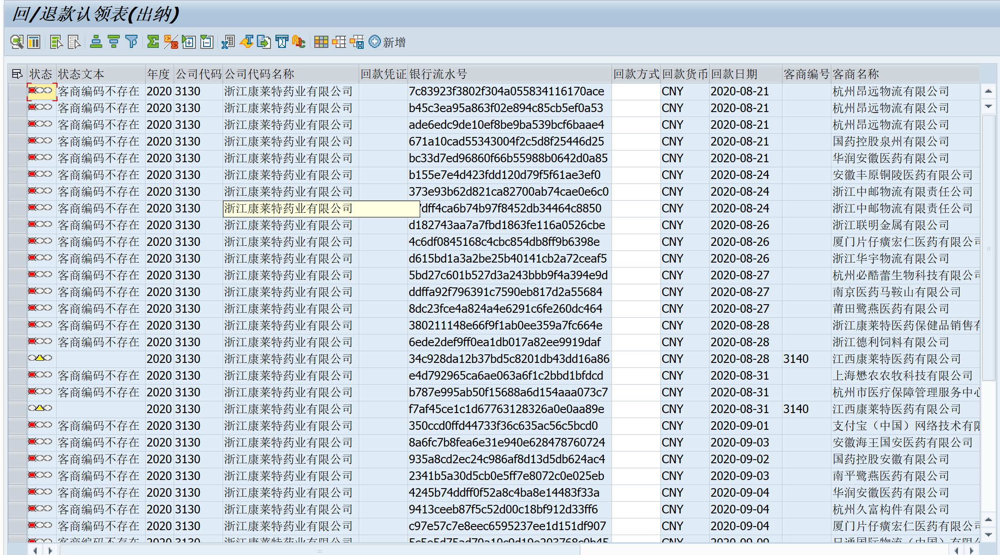 回/退款认领表(出纳)
新增
状态 状态文本 年度 公司代码 公司代码名称 回款凭证 银行流水号 回款方式 回款货币 回款日期 客商编号 客商名称
客商编码不存在 2020 3130 浙江康莱特药业有限公司 7c83923f3802f304a055834116170ace CNY 2020-08-21 杭州昂远物流有限公司
客商编码不存在 2020 3130 浙江康莱特药业有限公司 b45c3ea95a863f02e894c85cb5ef0a53 CNY 2020-08-21 杭州昂远物流有限公司
客商编码不存在 2020 3130 浙江康莱特药业有限公司 ade6edc9de10ef8be9ba539bcf6baae4 CNY 2020-08-21 杭州昂远物流有限公司
客商编码不存在 2020 3130 浙江康莱特药业有限公司 671a10cad55343004f2c5d8f25446d25 CNY 2020-08-21 国药控股泉州有限公司
客商编码不存在 2020 3130 浙江康莱特药业有限公司 bc33d7ed96860f66b55988b0642d0a85 CNY 2020-08-21 华润安徽医药有限公司
客商编码不存在 2020 3130 浙江康莱特药业有限公司 b155e7e4d423fdd120d79f5f61ae3ef0 CNY 2020-08-24 安徽丰原铜陵医药有限公司
客商编码不存在 2020 3130 浙江康莱特药业有限公司 373e93b62d821ca82700ab74cae0e6c0 CNY 2020-08-24 浙江中邮物流有限责任公司
客商编码不存在 2020 3130 浙江康莱特药业有限公司 dff4ca6b74b97f8452db34464c8850 CNY 2020-08-24 浙江中邮物流有限责任公司
客商编码不存在 2020 3130 浙江康莱特药业有限公司 d182743aa7a7fbd1863fe116a0526cbe CNY 2020-08-26 浙江联明金属有限公司
客商编码不存在 2020 3130 浙江康莱特药业有限公司 4c6df0845168c4cbc854db8ff9b6398e CNY 2020-08-26 厦门片仔癀宏仁医药有限公司
客商编码不存在 2020 3130 浙江康莱特药业有限公司 d615bd1a3a2be25b40141cb2a72ceaf5 CNY 2020-08-26 浙江华宇物流有限公司
客商编码不存在 2020 3130 浙江康莱特药业有限公司 5bd27c601b527d3a243bbb9f4a394e9d CNY 2020-08-27 杭州必酷蕾生物科技有限公司
客商编码不存在 2020 3130 浙江康莱特药业有限公司 ddffa92f796391c7590eb817d2a55684 CNY 2020-08-27 南京医药马鞍山有限公司
客商编码不存在 2020 3130 浙江康莱特药业有限公司 8dc23fce4a824a4e6291c6fe260dc464 CNY 2020-08-27 莆田鹭燕医药有限公司
客商编码不存在 2020 3130 浙江康莱特药业有限公司 380211148e66f9f1ab0ee359a7fc664e CNY 2020-08-28 浙江康莱特医药保健品销售有
客商编码不存在 2020 3130 浙江康莱特药业有限公司 6ede2def9ff0ea1db017a82ee9919daf CNY 2020-08-28 浙江德利饲料有限公司
2020 3130 浙江康莱特药业有限公司 34c928da12b37bd5c8201db43dd16a86 CNY 2020-08-28 3140 江西康莱特医药有限公司
客商编码不存在 2020 3130 浙江康莱特药业有限公司 e4d792965ca6ae063a6f1c2bbd1bfdcd CNY 2020-08-31 上海懋农农牧科技有限公司
客商编码不存在 2020 3130 浙江康莱特药业有限公司 b787e995ab50f15688a6d154aaa073c7 CNY 2020-08-31 杭州市医疗保障管理服务中心
2020 3130 浙江康莱特药业有限公司 f7af45ce1c1d67763128326a0e0aa89e CNY 2020-08-31 3140 江西康莱特医药有限公司
客商编码不存在 2020 3130 浙江康莱特药业有限公司 350ccd0ffd44733f36c635ac56c5bcd0 CNY 2020-09-01 支付宝（中国）网络技术有限
客商编码不存在 2020 3130 浙江康莱特药业有限公司 8a6fc7b8fea6e31e940e628478760724 CNY 2020-09-03 安徽海王国安医药有限公司
客商编码不存在 2020 3130 浙江康莱特药业有限公司 935a8cd2ec24c986af8d13d5db624ac4 CNY 2020-09-02 国药控股安徽有限公司
客商编码不存在 2020 3130 浙江康莱特药业有限公司 2341b5a30d5cb0e5ff7e8072c0e025eb CNY 2020-09-03 南平鹭燕医药有限公司
客商编码不存在 2020 3130 浙江康莱特药业有限公司 4245b74ddff0f52a8c4ba8e14483f33a CNY 2020-09-04 华润安徽医药有限公司
客商编码不存在 2020 3130 浙江康莱特药业有限公司 9413ceeb87f5c52d00c18bf912d33ff6 CNY 2020-09-04 杭州久富构件有限公司
客商编码不存在 2020 3130 浙江康莱特药业有限公司 c97e57c7e8eec6595237ee1d151df907 CNY 2020-09-04 厦门片仔癀宏仁医药有限公司
客商编码不存在 2020 3130 浙江康莱特药业有限公司 CNY 2020-09-09